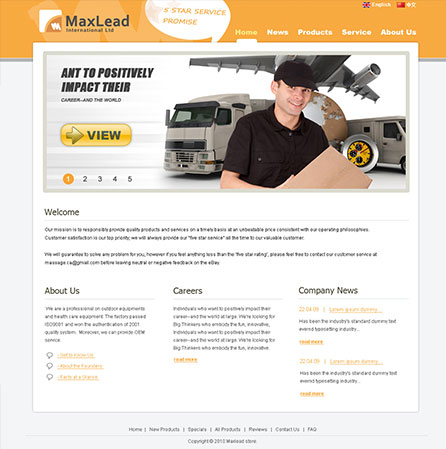 English 中文
MaxLead
International Ltd
5 STAR SERVICE
PROMISE
Home News Products Service About Us
ANT TO POSITIVELY
IMPACT THEIR
CAREER--AND THE WORLD
VIEW
1 2 3 4 5
Welcome
Our mission is to responsibly provide quality products and services on a timely basis at an unbeatable price consistent with our operating philosophies.
Customer satisfaction is our top priority, we will always provide our "five star service" all the time to our valuable customer.
We will guarantee to solve any problem for you, however if you feel anything less than the 'five star rating', please feel free to contact our customer service at
massage.ca@gmail.com before leaving neutral or negative feedback on the eBay.
About Us
We are a professional on outdoor equipments
and health care equipment. The factory passed
ISO9001 and won the authentication of 2001
quality system. Moreover, we can provide OEM
service.
Get to Know Us
About the Founders
Facts at a Glance
Careers
Individuals who want to positively impact their
career--and the world at large. We're looking for
Big Thinkers who embody the fun, innovative,
Individuals who want to positively impact their
career--and the world at large. We're looking for
Big Thinkers who embody the fun, innovative.
read more
Company News
22.04.09 | Lorem ipsum dummy ...
Has been the industry's standard dummy text
everrnd typesetting industry...
read more
22.04.09 | Lorem ipsum dummy ...
Has been the industry's standard dummy text
everrnd typesetting industry...
read more
Home | New Products | Specials | All Products | Reviews | Contact Us | FAQ
Copyright © 2010 Maxlead store.